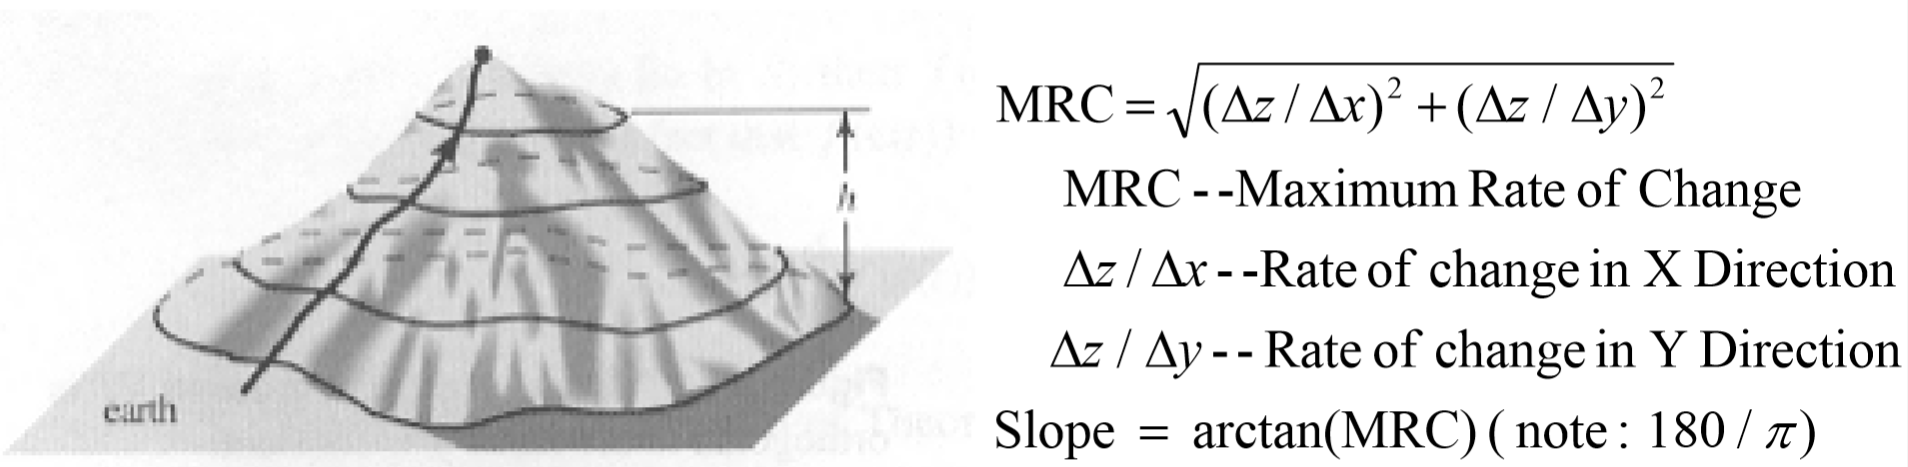 h
earth
MRC = √(Δz / Δx)² + (Δz / Δy)²
MRC - -Maximum Rate of Change
Δz / Δx - -Rate of change in X Direction
Δz / Δy - - Rate of change in Y Direction
Slope = arctan(MRC) ( note : 180 / π)